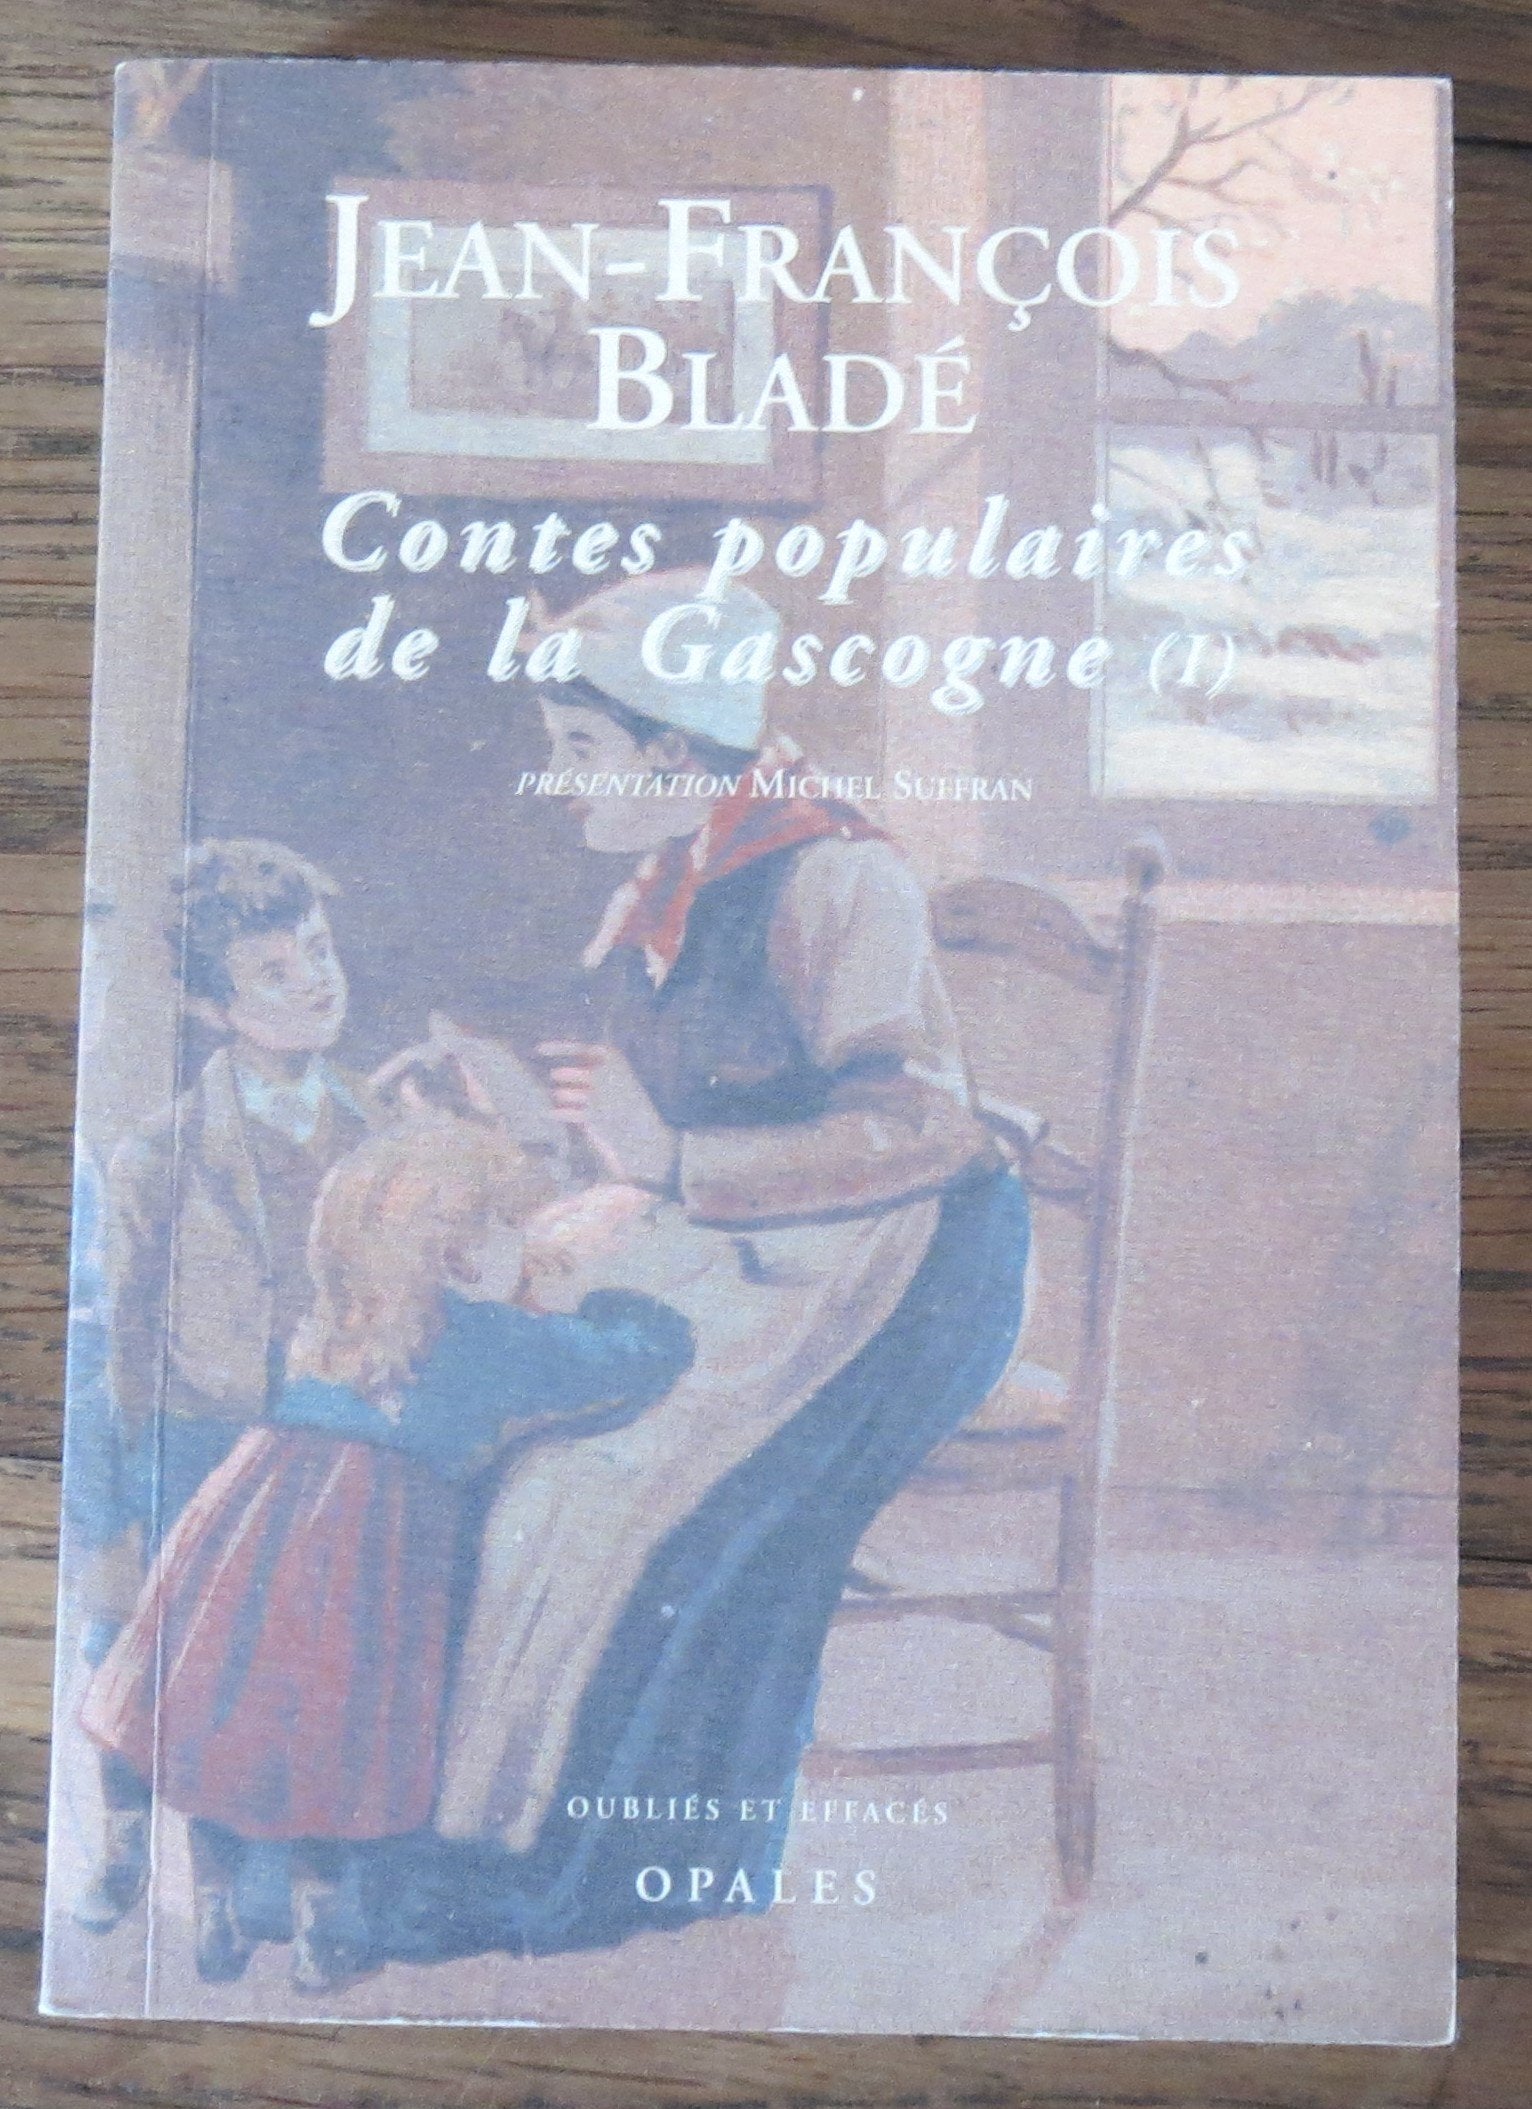 JEAN-FRANÇOIS
BLADÉ
Contes populaires
de la Gascogne (I)
PRÉSENTATION MICHEL SUFFRAN
OUBLIÉS ET EFFACÉS
OPALES